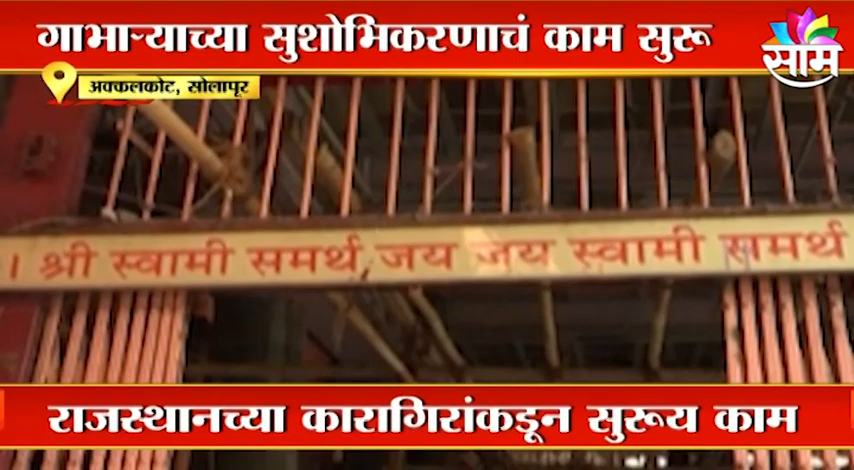 गाभाऱ्याच्या सुशोभिकरणाचं काम सुरू
साम
अक्कलकोट, सोलापूर
। श्री स्वामी समर्थ, जय जय स्वामी समर्थ
राजस्थानच्या कारागिरांकडून सुरूय काम